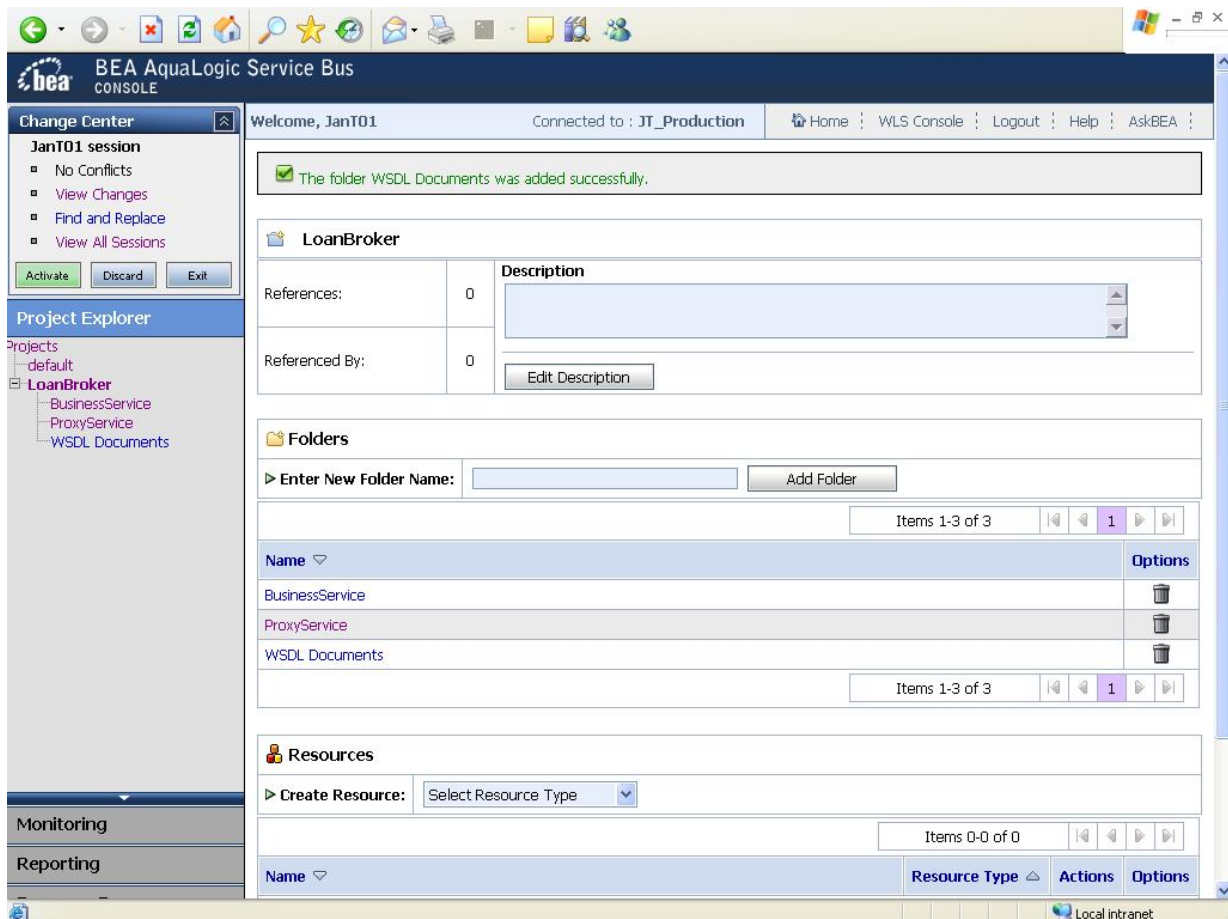 bea
BEA AquaLogic Service Bus
CONSOLE
Change Center
JanT01 session
No Conflicts
View Changes
Find and Replace
View All Sessions
Activate Discard Exit
Project Explorer
Projects
default
LoanBroker
BusinessService
ProxyService
WSDL Documents
Monitoring
Reporting
Welcome, JanT01 Connected to : JT_Production Home WLS Console Logout Help AskBEA
The folder WSDL Documents was added successfully.
LoanBroker
References: 0 Description
Referenced By: 0
Edit Description
Folders
Enter New Folder Name: Add Folder
Items 1-3 of 3 1
Name Options
BusinessService
ProxyService
WSDL Documents
Items 1-3 of 3 1
Resources
Create Resource: Select Resource Type
Items 0-0 of 0
Name Resource Type Actions Options
Local intranet